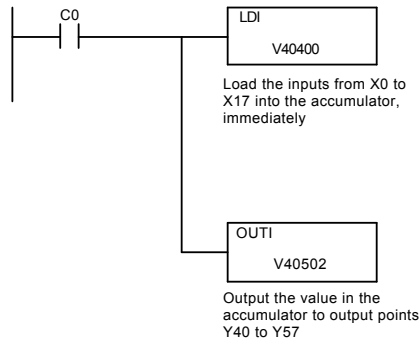 C0
LDI
V40400
Load the inputs from X0 to
X17 into the accumulator,
immediately
OUTI
V40502
Output the value in the
accumulator to output points
Y40 to Y57